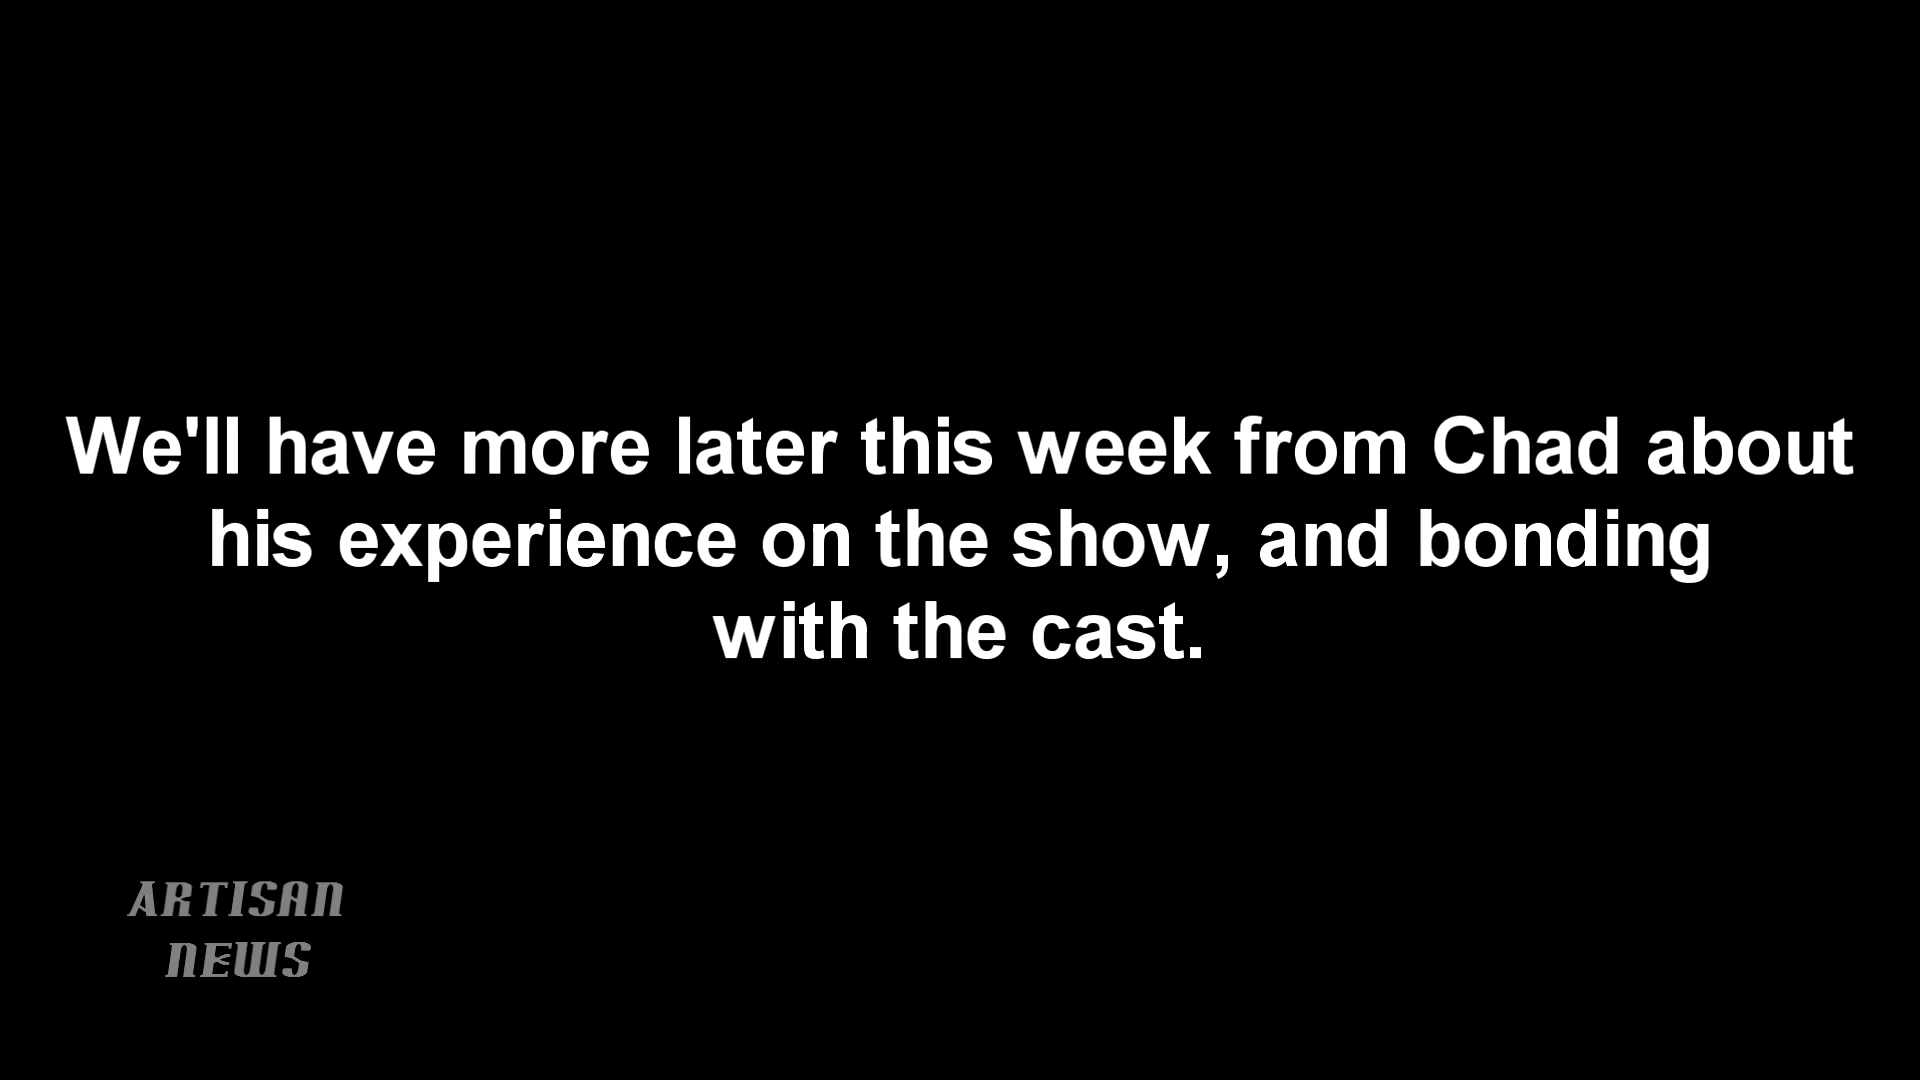 We'll have more later this week from Chad about
his experience on the show, and bonding
with the cast.
ARTISAN
NEWS